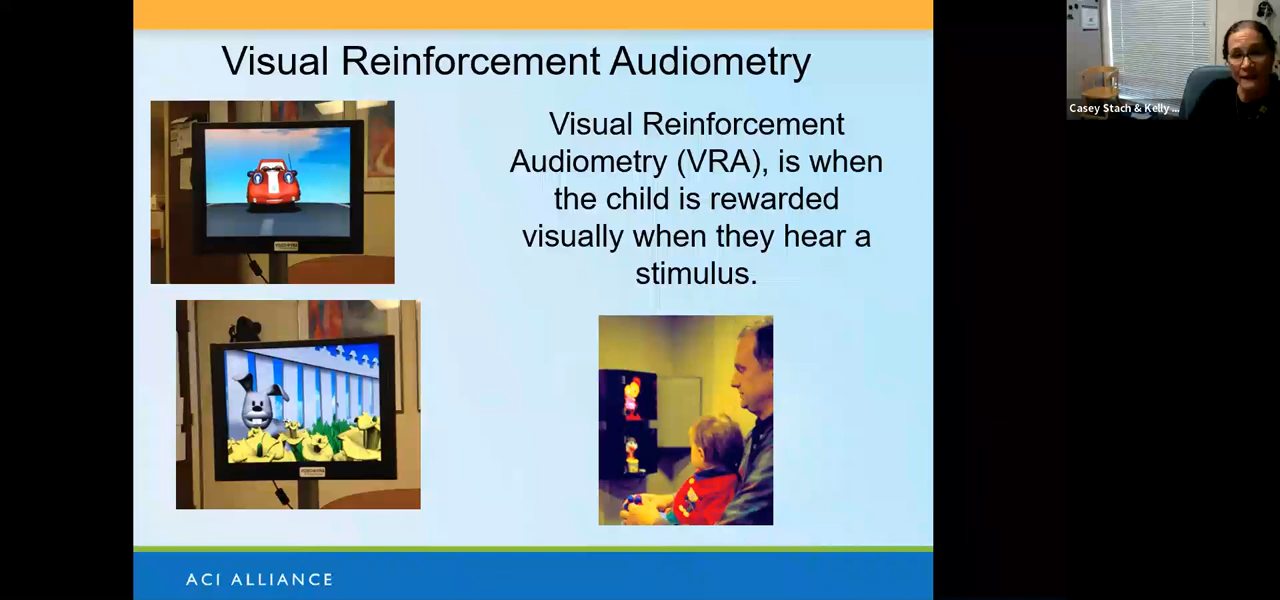 Visual Reinforcement Audiometry
Visual Reinforcement
Audiometry (VRA), is when
the child is rewarded
visually when they hear a
stimulus.
Casey Stach & Kelly ...
ACI ALLIANCE